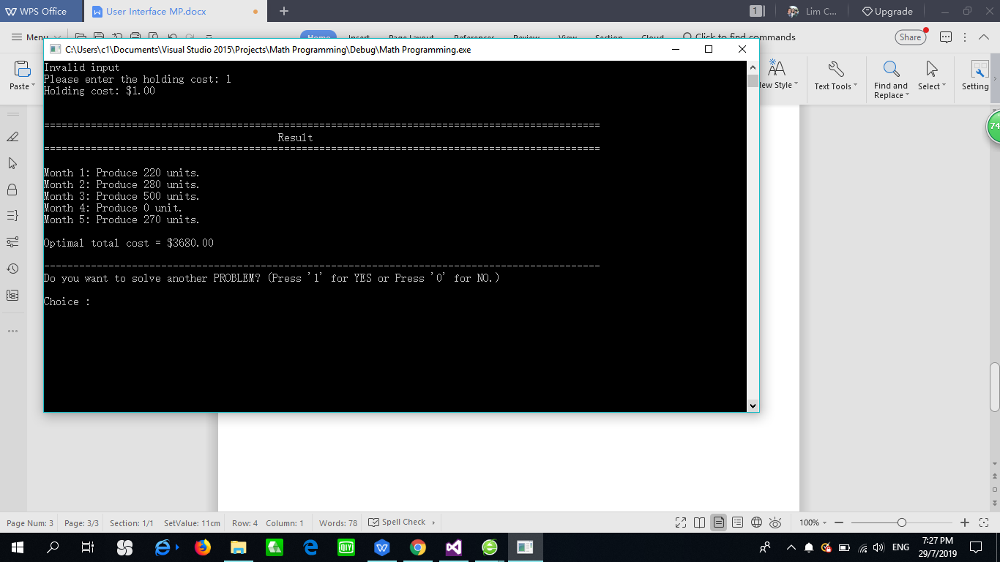 WPS Office
User Interface MP.docx
1
Lim C...
Upgrade
Menu
Home Insert Page Layout References Review View Section Cloud Click to find commands
Share
C:\Users\c1\Documents\Visual Studio 2015\Projects\Math Programming\Debug\Math Programming.exe
Paste
New Style
Text Tools
Find and
Replace
Select
Setting
74
Invalid input
Please enter the holding cost: 1
Holding cost: $1.00
===============================================================================================
Result
===============================================================================================
Month 1: Produce 220 units.
Month 2: Produce 280 units.
Month 3: Produce 500 units.
Month 4: Produce 0 unit.
Month 5: Produce 270 units.
Optimal total cost = $3680.00
-----------------------------------------------------------------------------------------------
Do you want to solve another PROBLEM? (Press '1' for YES or Press '0' for NO.)
Choice :
Page Num: 3 Page: 3/3 Section: 1/1 SetValue: 11cm Row: 4 Column: 1 Words: 78 Spell Check 100%
DIY
ENG
7:27 PM
29/7/2019